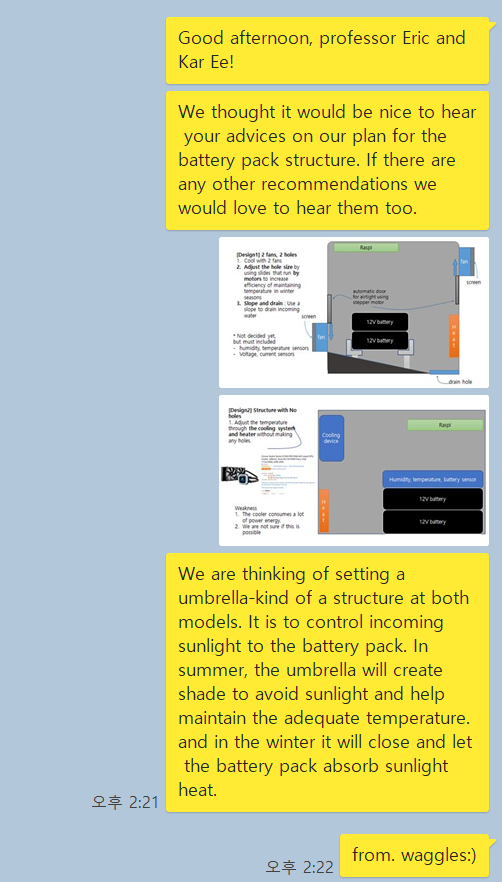 Good afternoon, professor Eric and
Kar Ee!
We thought it would be nice to hear
your advices on our plan for the
battery pack structure. If there are
any other recommendations we
would love to hear them too.
[Design1] 2 fans, 2 holes
1. Cool with 2 fans
2. Adjust the hole size by
using slides that run by
motors to increase
efficiency of maintaining
temperature in winter
seasons
3. Slope and drain : Use a
slope to drain incoming
water
* Not decided yet,
but must included
- humidity, temperature sensors
- Voltage, current sensors
Raspi
fan
screen
automatic door
for airtight using
stepper motor
screen
fan
12V battery
12V battery
Heat
drain hole
[Design2] Structure with No
holes
1. Adjust the temperature
through the cooling system
and heater without making
any holes.
Weakness
1. The cooler consumes a lot
of power energy.
2. We are not sure if this is
possible
Cooling
device
Raspi
Humidity, temperature, battery sensor
12V battery
12V battery
Heat
We are thinking of setting a
umbrella-kind of a structure at both
models. It is to control incoming
sunlight to the battery pack. In
summer, the umbrella will create
shade to avoid sunlight and help
maintain the adequate temperature.
and in the winter it will close and let
the battery pack absorb sunlight
heat.
오후 2:21
from. waggles:)
오후 2:22